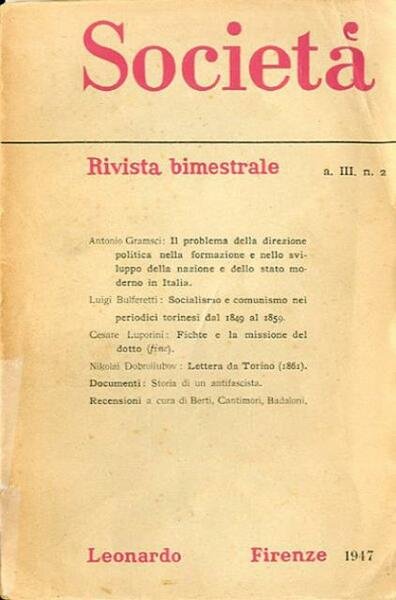 Società
Rivista bimestrale a. III. n. 2
Antonio Gramsci: Il problema della direzione
politica nella formazione e nello svi-
luppo della nazione e dello stato mo-
derno in Italia.
Luigi Bulferetti: Socialismo e comunismo nei
periodici torinesi dal 1849 al 1859.
Cesare Luporini: Fichte e la missione del
dotto (fine).
Nikolai Dobroliubov: Lettera da Torino (1861).
Documenti: Storia di un antifascista.
Recensioni a cura di Berti, Cantimori, Badaloni.
Leonardo Firenze 1947